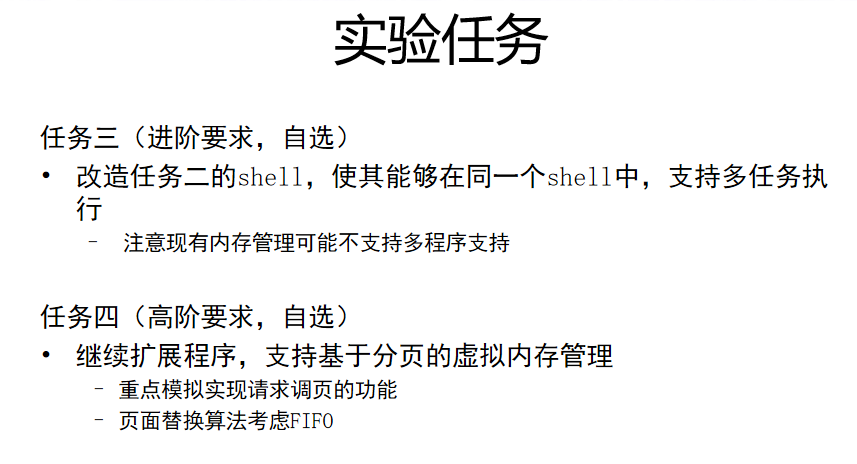 实验任务
任务三（进阶要求，自选）
• 改造任务二的shell，使其能够在同一个shell中，支持多任务执
行
– 注意现有内存管理可能不支持多程序支持
任务四（高阶要求，自选）
• 继续扩展程序，支持基于分页的虚拟内存管理
– 重点模拟实现请求调页的功能
– 页面替换算法考虑FIFO